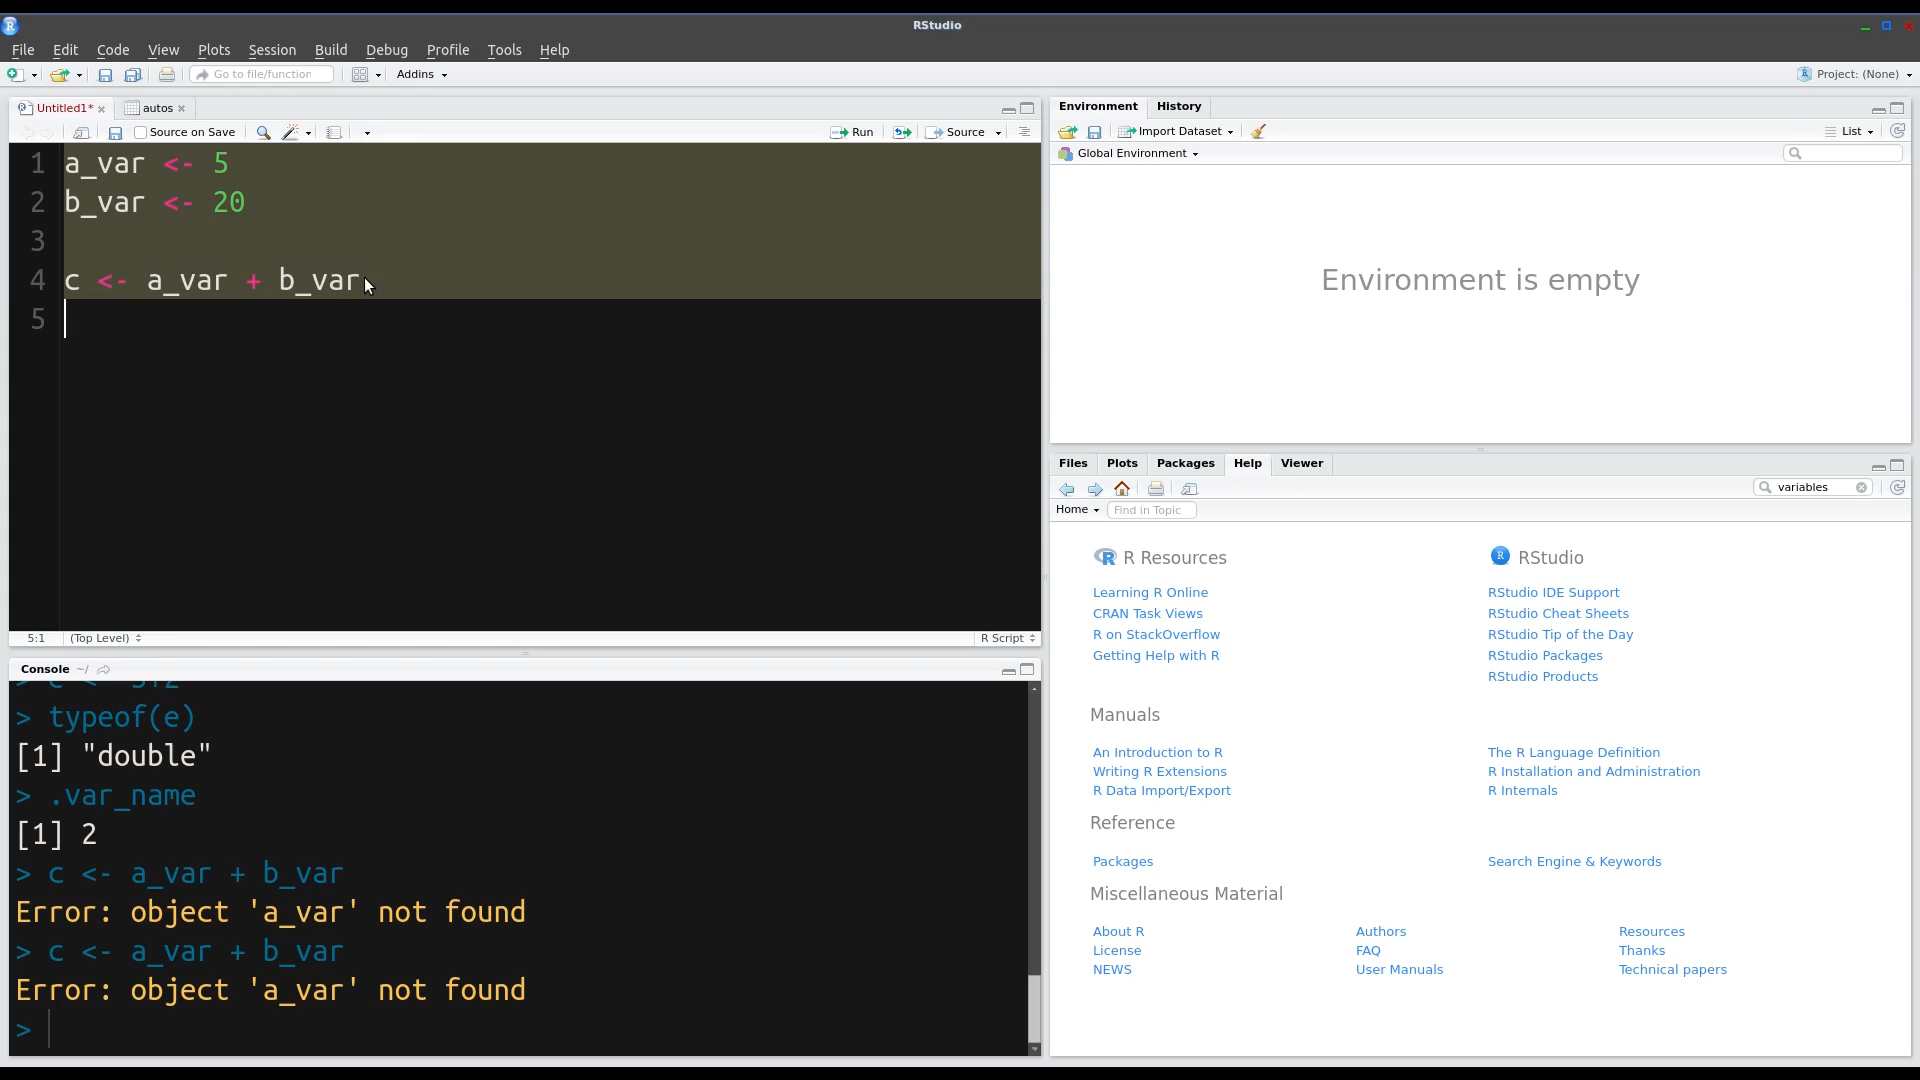 RStudio
File Edit Code View Plots Session Build Debug Profile Tools Help
Go to file/function Addins Project: (None)
Untitled1* autos
Source on Save Run Source
1 a_var <- 5
2 b_var <- 20
3
4 c <- a_var + b_var
5
5:1 (Top Level) R Script
Console ~/
> typeof(e)
[1] "double"
> .var_name
[1] 2
> c <- a_var + b_var
Error: object 'a_var' not found
> c <- a_var + b_var
Error: object 'a_var' not found
>
Environment History
Import Dataset List
Global Environment
Environment is empty
Files Plots Packages Help Viewer
variables
Home Find in Topic
R Resources
Learning R Online
CRAN Task Views
R on StackOverflow
Getting Help with R
RStudio
RStudio IDE Support
RStudio Cheat Sheets
RStudio Tip of the Day
RStudio Packages
RStudio Products
Manuals
An Introduction to R The R Language Definition
Writing R Extensions R Installation and Administration
R Data Import/Export R Internals
Reference
Packages Search Engine & Keywords
Miscellaneous Material
About R Authors Resources
License FAQ Thanks
NEWS User Manuals Technical papers